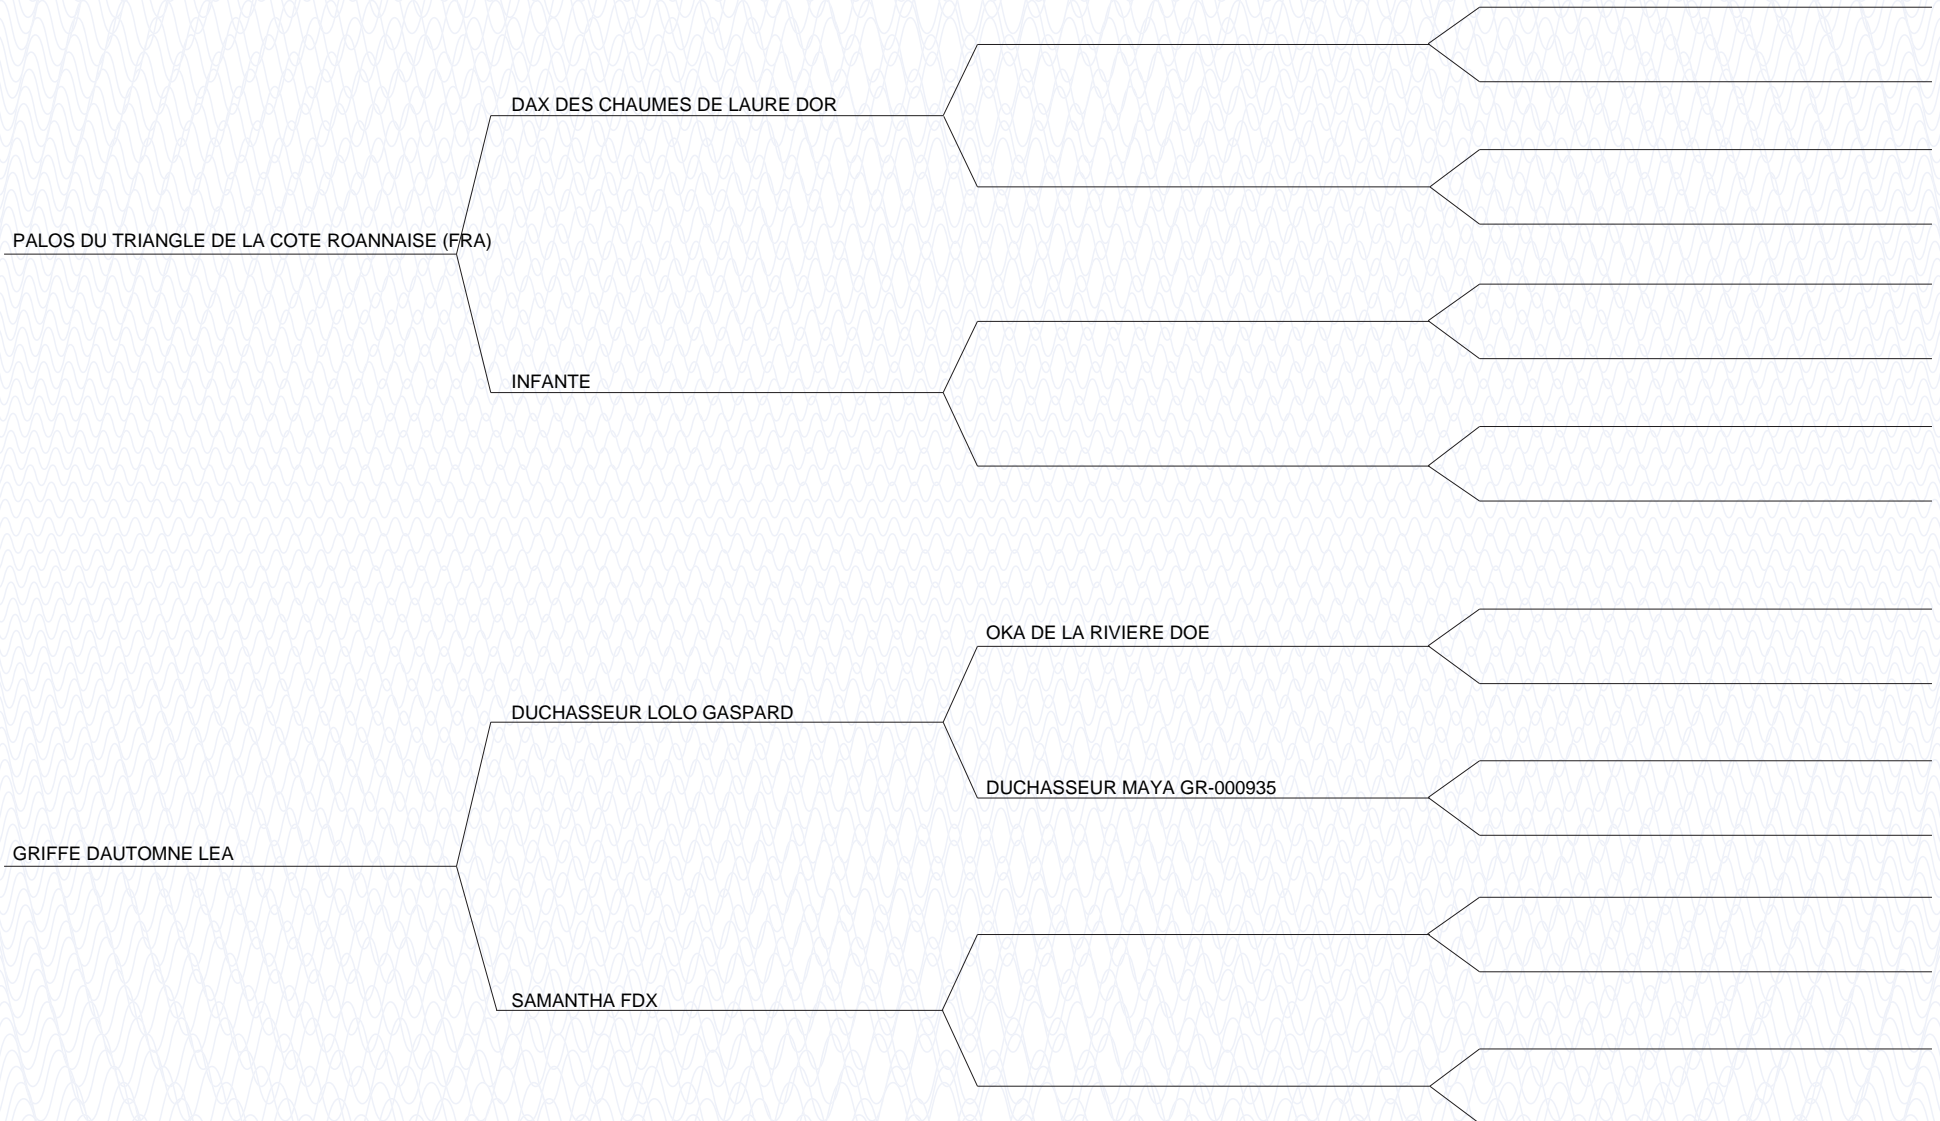 DAX DES CHAUMES DE LAURE DOR
PALOS DU TRIANGLE DE LA COTE ROANNAISE (FRA)
INFANTE
OKA DE LA RIVIERE DOE
DUCHASSEUR LOLO GASPARD
DUCHASSEUR MAYA GR-000935
GRIFFE DAUTOMNE LEA
SAMANTHA FDX